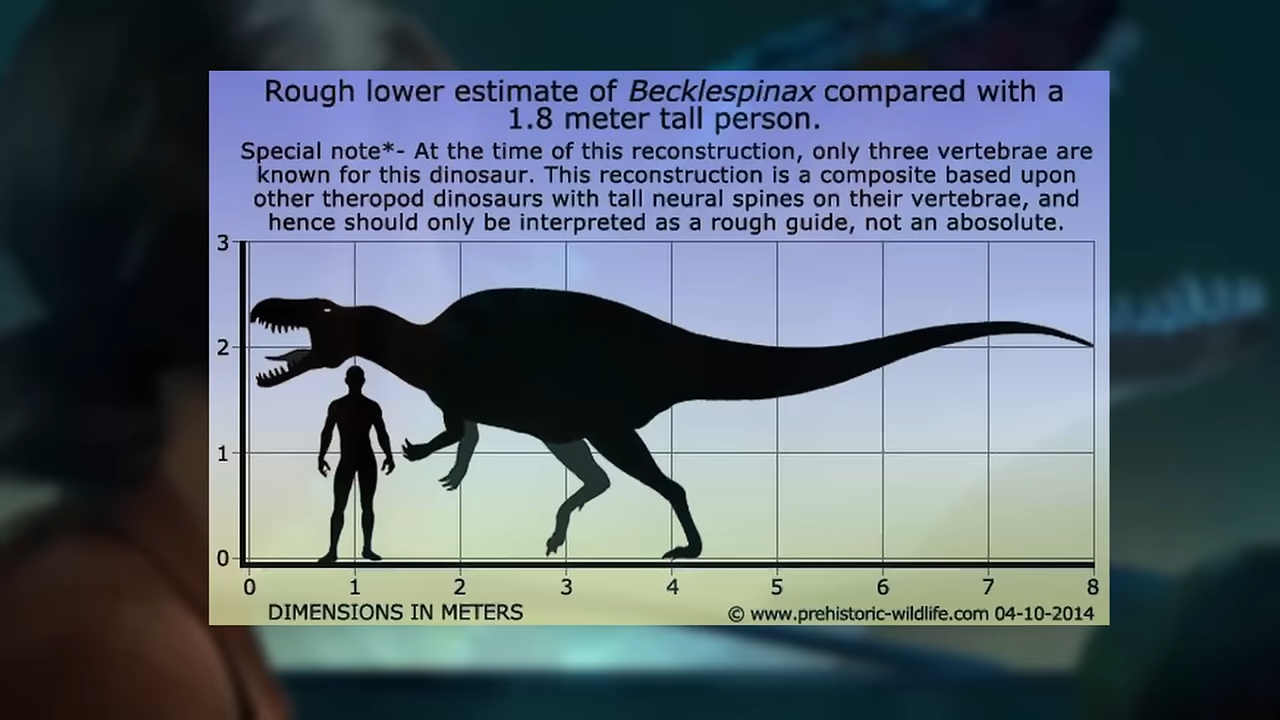 Rough lower estimate of Becklespinax compared with a
1.8 meter tall person.
Special note*- At the time of this reconstruction, only three vertebrae are
known for this dinosaur. This reconstruction is a composite based upon
other theropod dinosaurs with tall neural spines on their vertebrae, and
hence should only be interpreted as a rough guide, not an abosolute.
3
2
1
0
0 1 2 3 4 5 6 7 8
DIMENSIONS IN METERS
© www.prehistoric-wildlife.com 04-10-2014